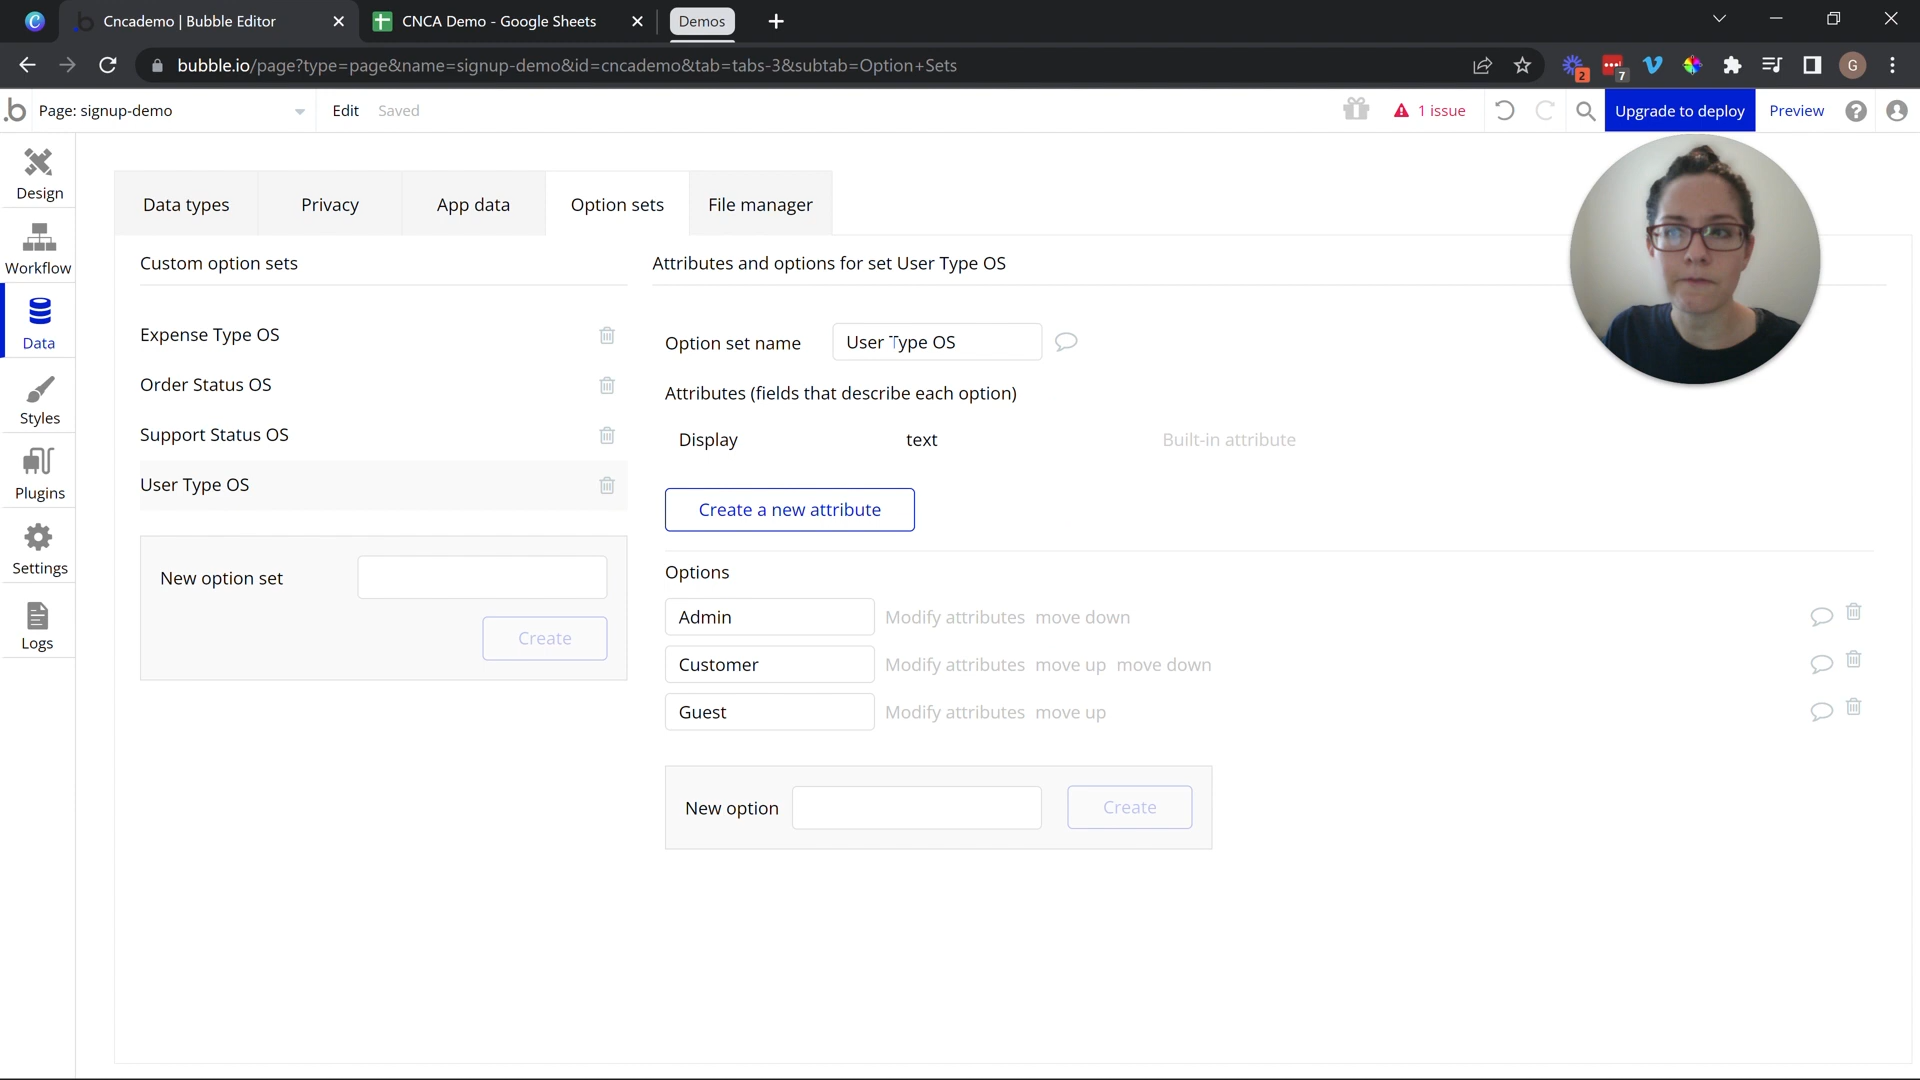 Cncademo | Bubble Editor
CNCA Demo - Google Sheets
Demos
bubble.io/page?type=page&name=signup-demo&id=cncademo&tab=tabs-3&subtab=Option+Sets
2
7
G
Page: signup-demo
Edit
Saved
1 issue
Upgrade to deploy
Preview
Design
Workflow
Data
Styles
Plugins
Settings
Logs
Data types
Privacy
App data
Option sets
File manager
Custom option sets
Expense Type OS
Order Status OS
Support Status OS
User Type OS
New option set
Create
Attributes and options for set User Type OS
Option set name
User Type OS
Attributes (fields that describe each option)
Display
text
Built-in attribute
Create a new attribute
Options
Admin
Modify attributes move down
Customer
Modify attributes move up move down
Guest
Modify attributes move up
New option
Create